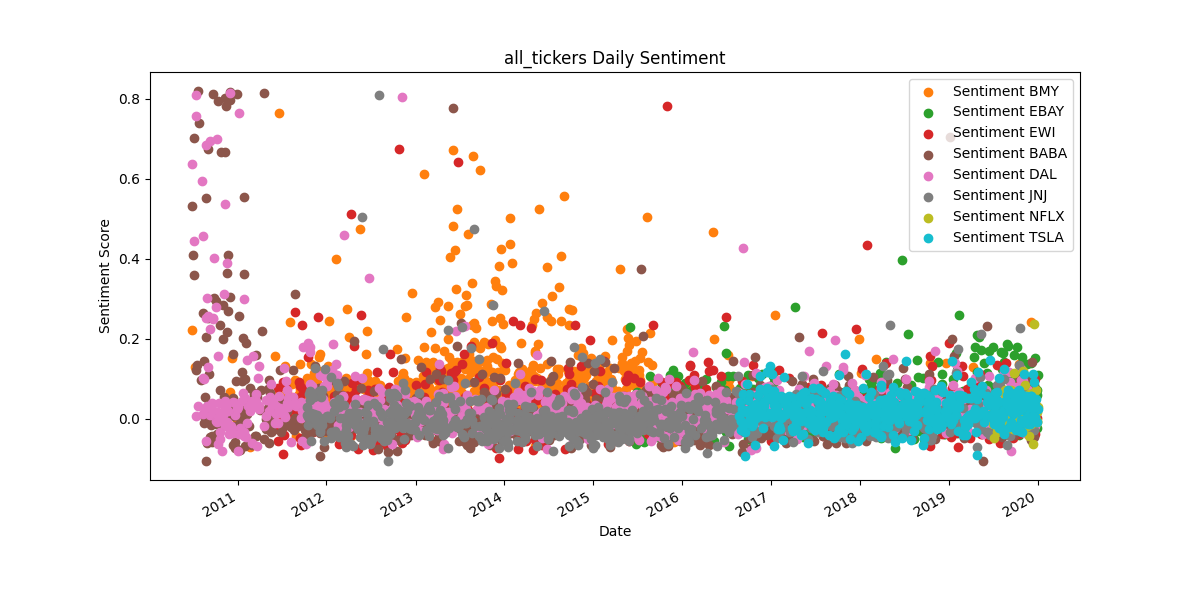 all_tickers Daily Sentiment
Sentiment Score
0.8
0.6
0.4
0.2
0.0
Sentiment BMY
Sentiment EBAY
Sentiment EWI
Sentiment BABA
Sentiment DAL
Sentiment JNJ
Sentiment NFLX
Sentiment TSLA
2011
2012
2013
2014
2015
2016
2017
2018
2019
2020
Date